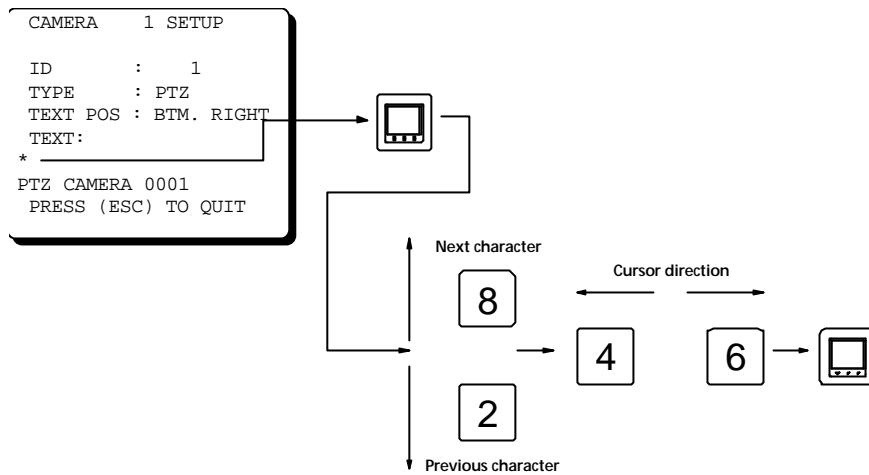 CAMERA 1 SETUP
ID : 1
TYPE : PTZ
TEXT POS : BTM. RIGHT
TEXT:
*
PTZ CAMERA 0001
PRESS (ESC) TO QUIT
Next character
8
Cursor direction
4
6
2
Previous character